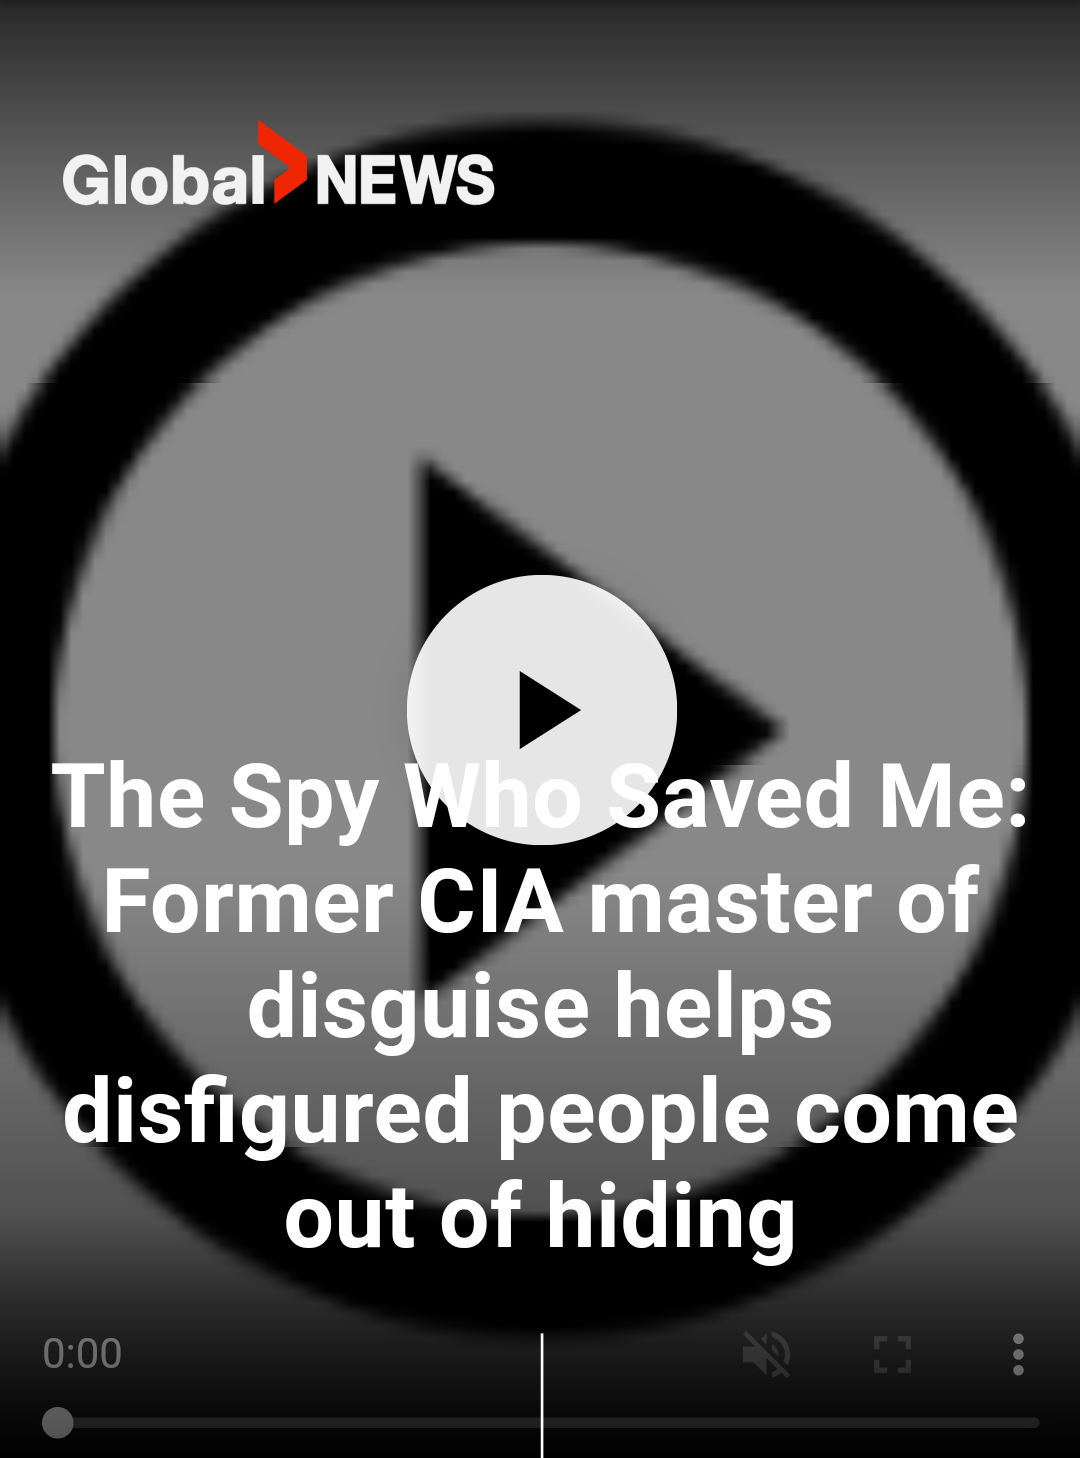 Global NEWS
The Spy Who Saved Me:
Former CIA master of
disguise helps
disfigured people come
out of hiding
0:00